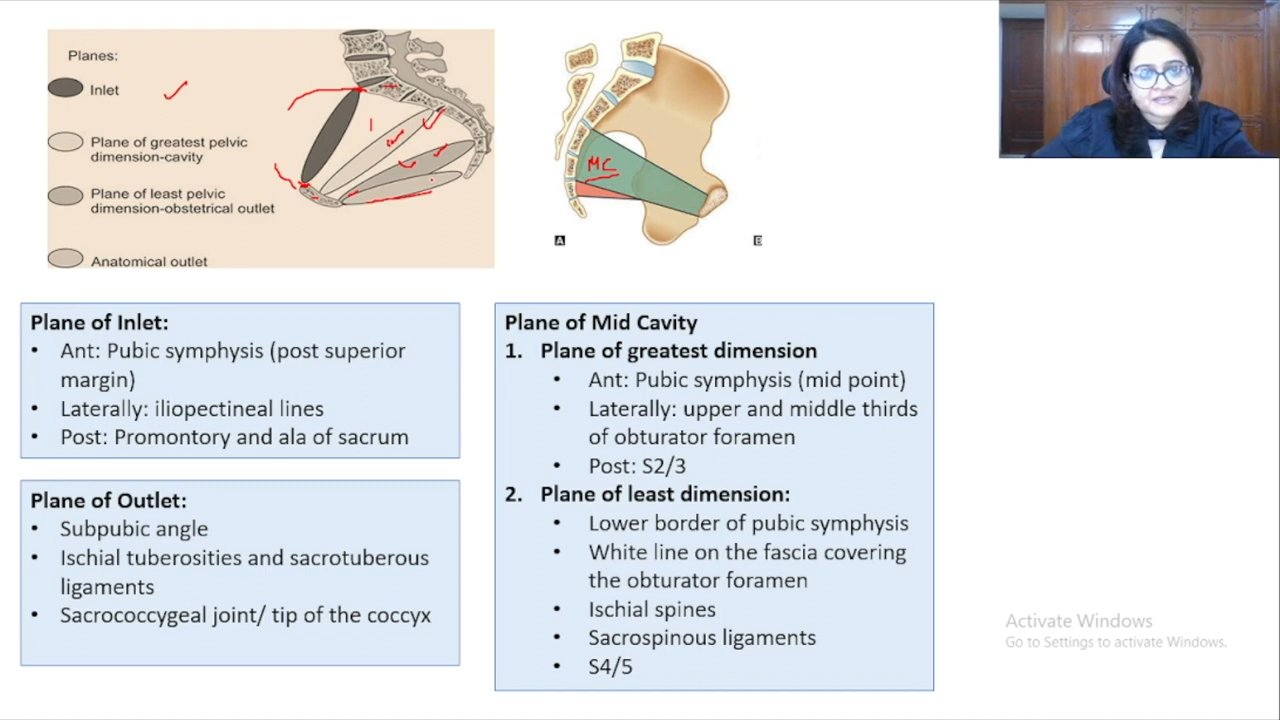 Planes:
Inlet
Plane of greatest pelvic
dimension-cavity
Plane of least pelvic
dimension-obstetrical outlet
Anatomical outlet
MC
A
B
Plane of Inlet:
• Ant: Pubic symphysis (post superior
margin)
• Laterally: iliopectineal lines
• Post: Promontory and ala of sacrum
Plane of Outlet:
• Subpubic angle
• Ischial tuberosities and sacrotuberous
ligaments
• Sacrococcygeal joint/ tip of the coccyx
Plane of Mid Cavity
1. Plane of greatest dimension
• Ant: Pubic symphysis (mid point)
• Laterally: upper and middle thirds
of obturator foramen
• Post: S2/3
2. Plane of least dimension:
• Lower border of pubic symphysis
• White line on the fascia covering
the obturator foramen
• Ischial spines
• Sacrospinous ligaments
• S4/5
Activate Windows
Go to Settings to activate Windows.